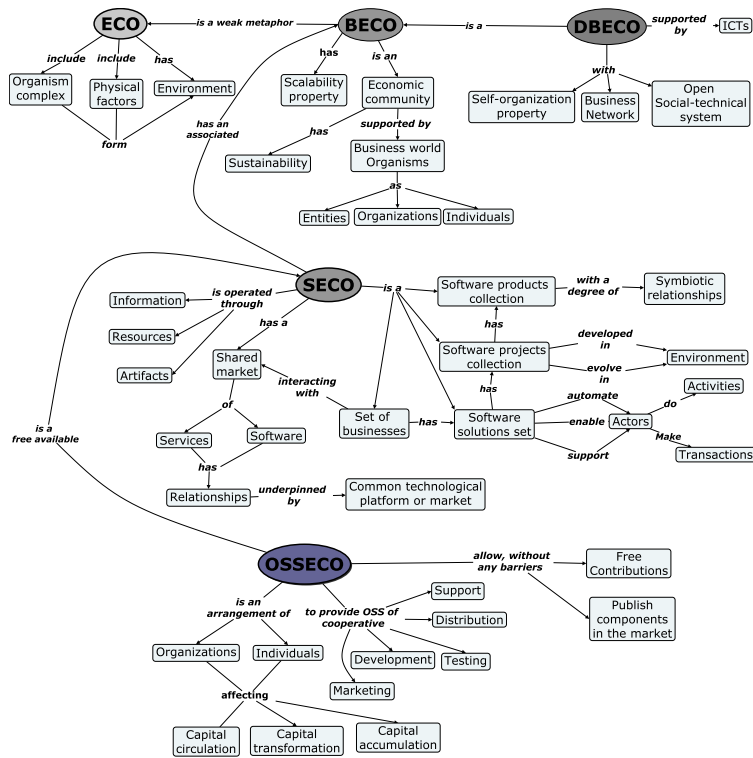 ECO
is a weak metaphor
BECO
is a
DBECO
supported
by
ICTs
include
include
has
Organism
complex
Physical
factors
Environment
form
has
is an
Scalability
property
Economic
community
has an
associated
has
supported by
Sustainability
Business world
Organisms
as
Entities
Organizations
Individuals
with
Self-organization
property
Business
Network
Open
Social-technical
system
SECO
is a
is operated
through
Information
Resources
Artifacts
has a
Shared
market
interacting
with
of
Services
Software
has
Relationships
underpinned
by
Common technological
platform or market
Set of
businesses
has
Software products
collection
with a
degree of
Symbiotic
relationships
has
Software projects
collection
developed
in
evolve
in
Environment
has
Software
solutions set
automate
enable
support
Actors
do
Activities
Make
Transactions
is a
free available
OSSECO
allow, without
any barriers
Free
Contributions
Publish
components
in the market
is an
arrangement of
Organizations
Individuals
affecting
Capital
circulation
Capital
transformation
Capital
accumulation
to provide OSS of
cooperative
Support
Distribution
Testing
Development
Marketing